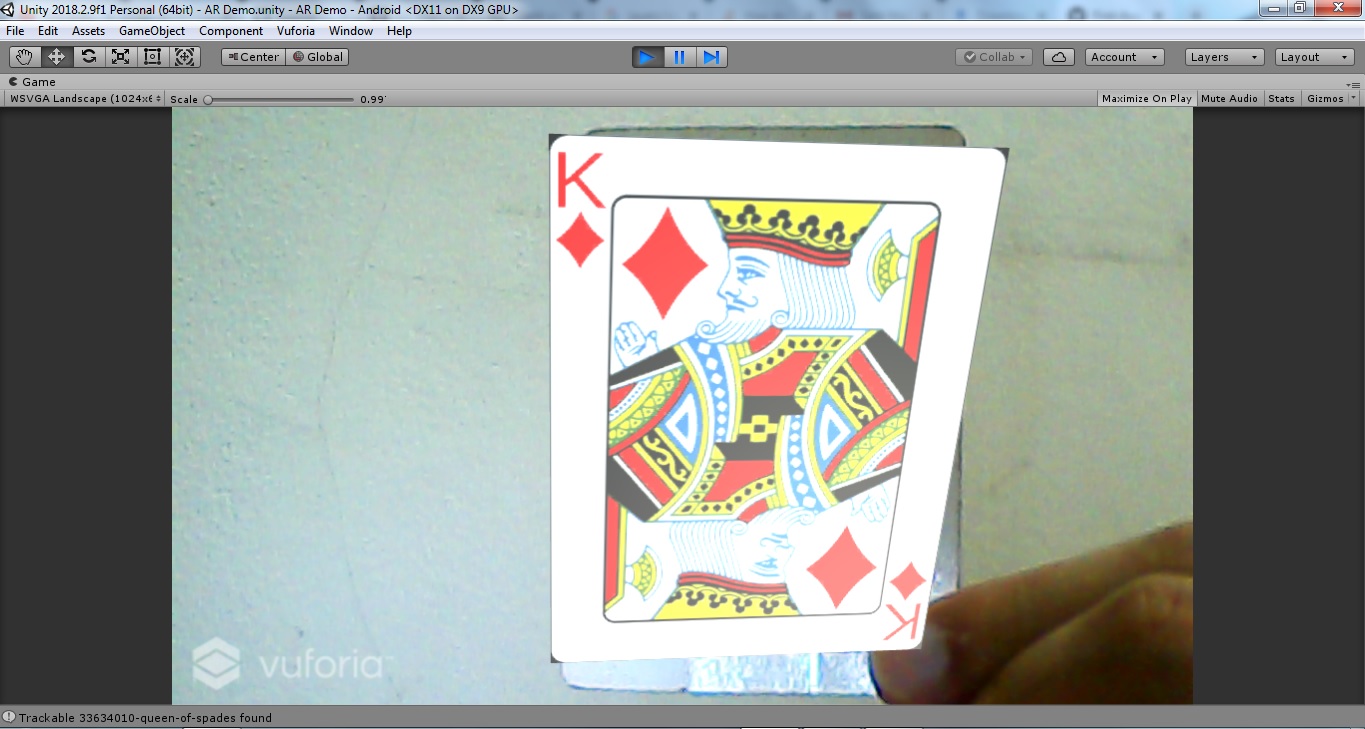 Unity 2018.2.9f1 Personal (64bit) - AR Demo.unity - AR Demo - Android <DX11 on DX9 GPU>
File Edit Assets GameObject Component Vuforia Window Help
Center Global Collab Account Layers Layout
Game
WSVGA Landscape (1024x6 Scale 0.99 Maximize On Play Mute Audio Stats Gizmos
K
K
vuforia
Trackable 33634010-queen-of-spades found